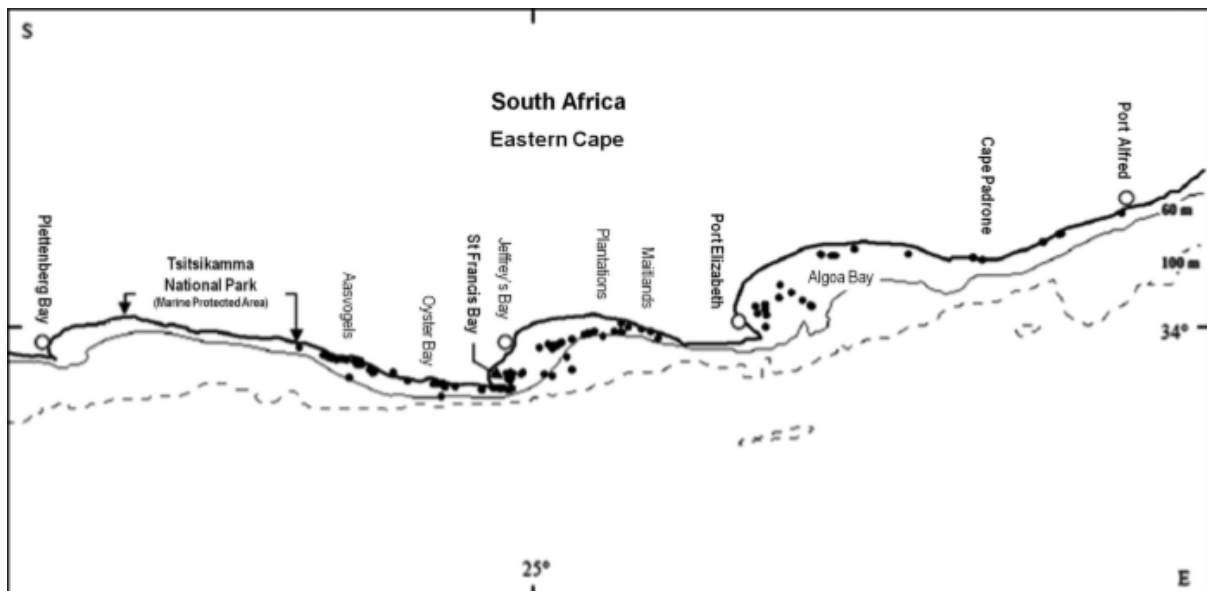 S
South Africa
Eastern Cape
Port Alfred
Cape Padrone
60 m
Plettenberg Bay
Tsitsikamma
National Park
(Marine Protected Area)
Aasvogels
Oyster Bay
St Francis Bay
Jeffrey's Bay
Plantations
Maitlands
Port Elizabeth
Algoa Bay
100 m
34°
25°
E